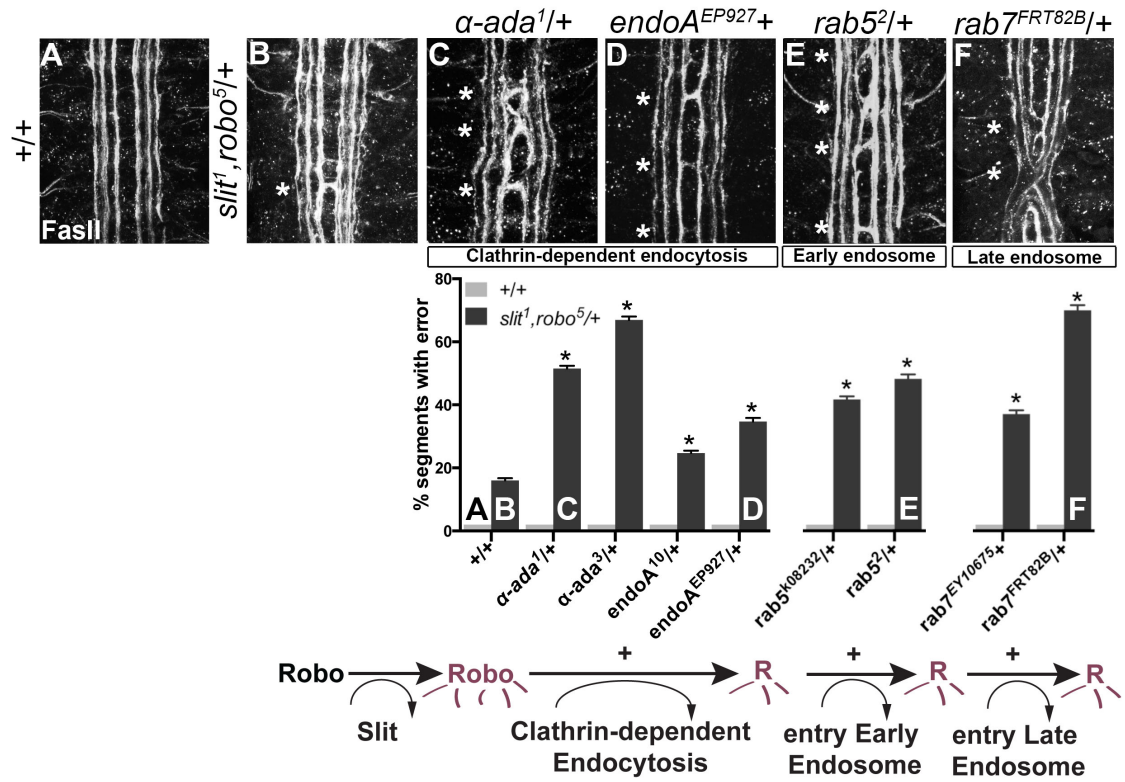 α-ada¹/+ endoA^EP927+ rab5²/+ rab7^FRT82B/+
+/+
A
FasII
slit¹,robo⁵/+
B
*
C
*
*
*
D
*
*
*
E
*
*
*
*
F
*
*
Clathrin-dependent endocytosis
Early endosome
Late endosome
% segments with error
80
60
40
20
0
+/+
slit¹,robo⁵/+
*
*
*
*
*
*
*
*
A B C D E F
+/+
α-ada¹/+
α-ada³/+
endoA¹⁰/+
endoA^EP927/+
rab5^k08232/+
rab5²/+
rab7^EY10675+
rab7^FRT82B/+
+ + +
Robo Robo R R R
Slit
Clathrin-dependent
Endocytosis
entry Early
Endosome
entry Late
Endosome